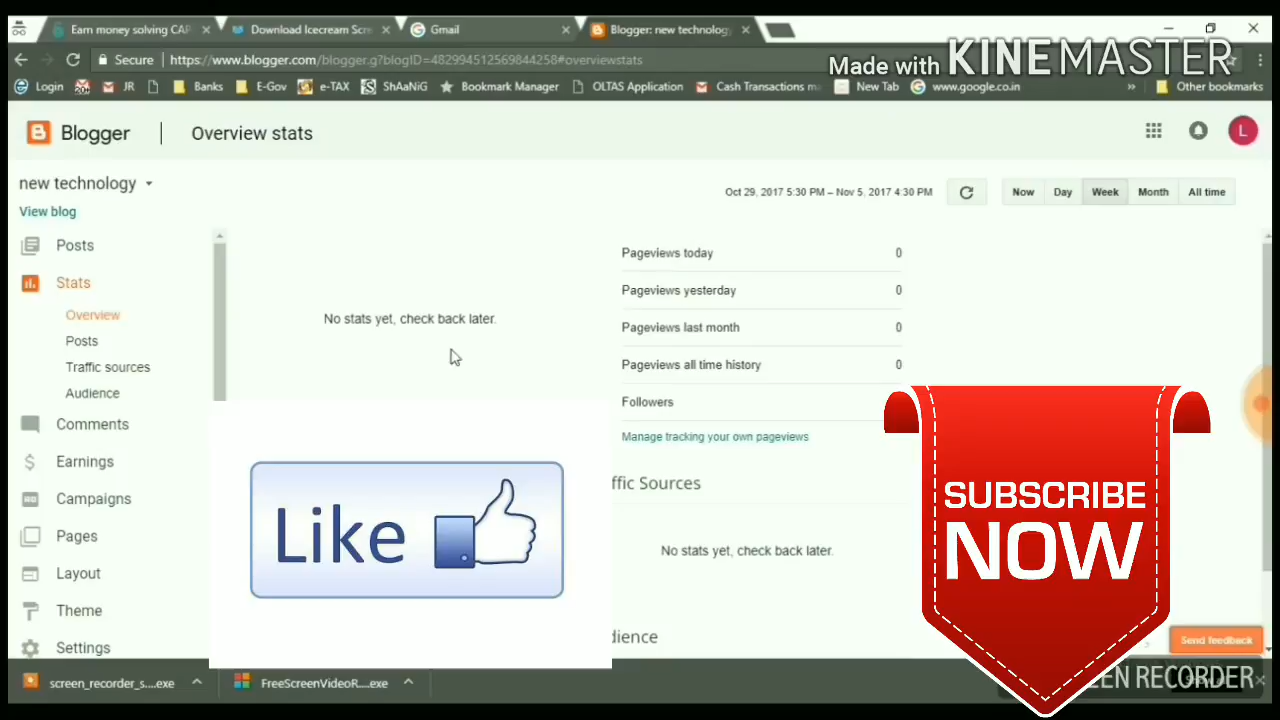 Earn money solving CAP
Download Icecream Scre
Gmail
Blogger: new technology
Secure
https://www.blogger.com/blogger.g?blogID=482994512569844258#overviewstats
Made with KINEMASTER
Login
20+
JR
Banks
E-Gov
e-TAX
ShAaNiG
Bookmark Manager
OLTAS Application
Cash Transactions ma
New Tab
www.google.co.in
»
Other bookmarks
Blogger
Overview stats
L
new technology
Oct 29, 2017 5:30 PM – Nov 5, 2017 4:30 PM
Now
Day
Week
Month
All time
View blog
Posts
Stats
Overview
Posts
Traffic sources
Audience
Comments
Earnings
Campaigns
Pages
Layout
Theme
Settings
No stats yet, check back later.
Pageviews today 0
Pageviews yesterday 0
Pageviews last month 0
Pageviews all time history 0
Followers
Manage tracking your own pageviews
ffic Sources
No stats yet, check back later.
dience
Like
SUBSCRIBE
NOW
Send feedback
screen_recorder_s....exe
FreeScreenVideoR....exe
EEN RECORDER